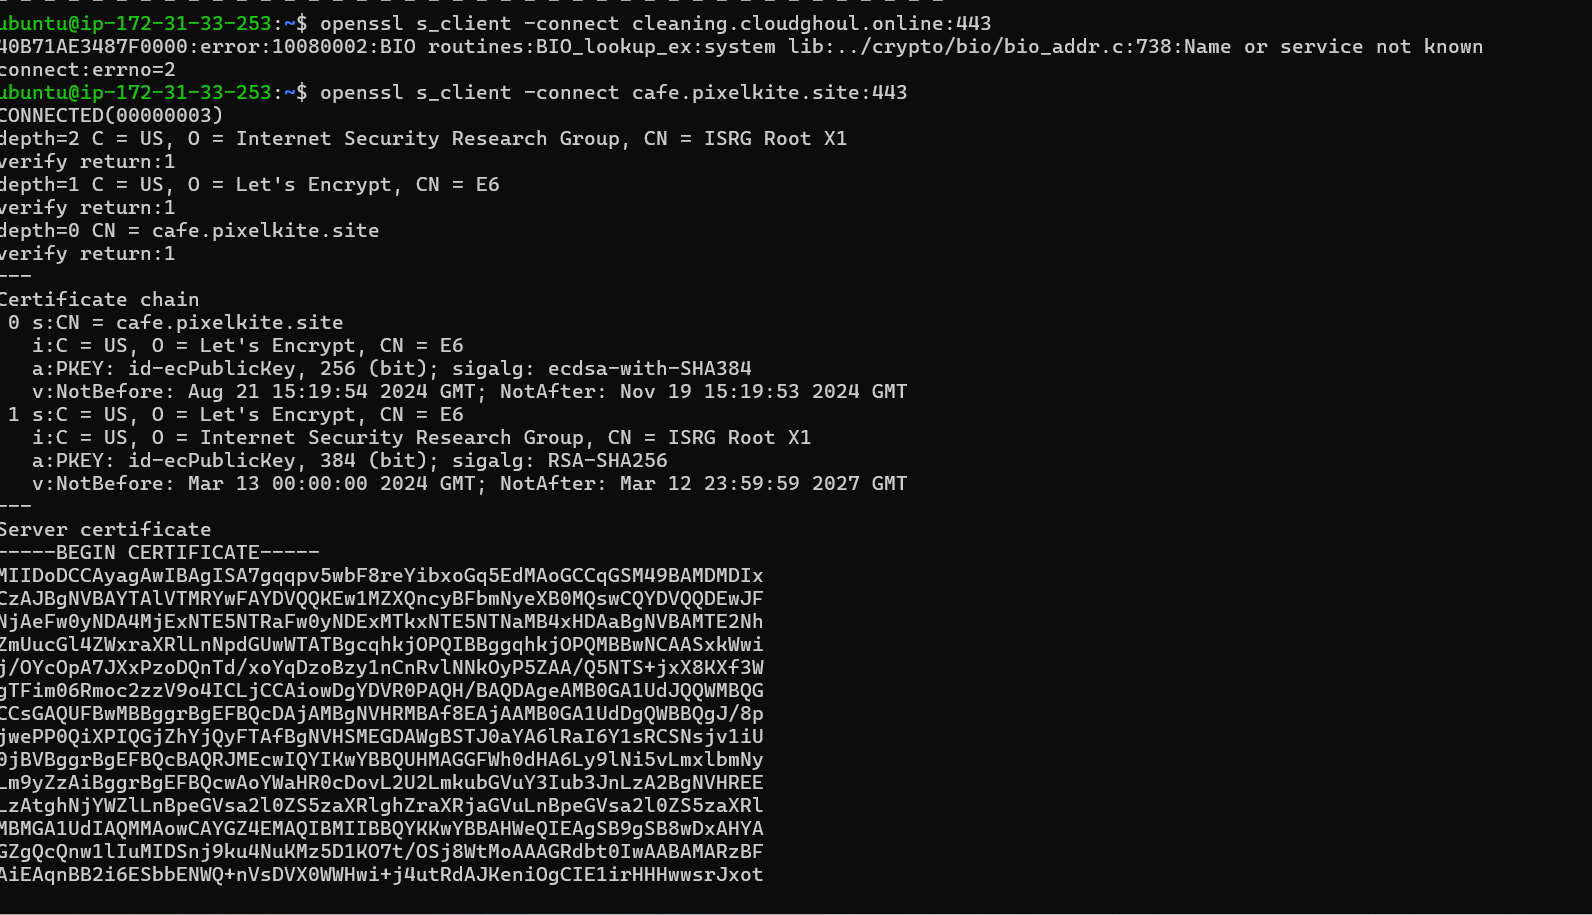 ubuntu@ip-172-31-33-253:~$ openssl s_client -connect cleaning.cloudghoul.online:443
40B71AE3487F0000:error:10080002:BIO routines:BIO_lookup_ex:system lib:../crypto/bio/bio_addr.c:738:Name or service not known
connect:errno=2
ubuntu@ip-172-31-33-253:~$ openssl s_client -connect cafe.pixelkite.site:443
CONNECTED(00000003)
depth=2 C = US, O = Internet Security Research Group, CN = ISRG Root X1
verify return:1
depth=1 C = US, O = Let's Encrypt, CN = E6
verify return:1
depth=0 CN = cafe.pixelkite.site
verify return:1
---
Certificate chain
 0 s:CN = cafe.pixelkite.site
   i:C = US, O = Let's Encrypt, CN = E6
   a:PKEY: id-ecPublicKey, 256 (bit); sigalg: ecdsa-with-SHA384
   v:NotBefore: Aug 21 15:19:54 2024 GMT; NotAfter: Nov 19 15:19:53 2024 GMT
 1 s:C = US, O = Let's Encrypt, CN = E6
   i:C = US, O = Internet Security Research Group, CN = ISRG Root X1
   a:PKEY: id-ecPublicKey, 384 (bit); sigalg: RSA-SHA256
   v:NotBefore: Mar 13 00:00:00 2024 GMT; NotAfter: Mar 12 23:59:59 2027 GMT
---
Server certificate
-----BEGIN CERTIFICATE-----
MIIDoDCCAyagAwIBAgISA7gqqpv5wbF8reYibxoGq5EdMAoGCCqGSM49BAMDMDIx
CzAJBgNVBAYTAlVTMRYwFAYDVQQKEw1MZXQncyBFbmNyeXB0MQswCQYDVQQDEwJF
NjAeFw0yNDA4MjExNTE5NTRaFw0yNDExMTkxNTE5NTNaMB4xHDAaBgNVBAMTE2Nh
ZmUucGl4ZWxraXRlLnNpdGUwWTATBgcqhkjOPQIBBggqhkjOPQMBBwNCAASxkWwi
j/OYcOpA7JXxPzoDQnTd/xoYqDzoBzy1nCnRvlNNkOyP5ZAA/Q5NTS+jxX8KXf3W
gTFim06Rmoc2zzV9o4ICLjCCAiowDgYDVR0PAQH/BAQDAgeAMB0GA1UdJQQWMBQG
CCsGAQUFBwMBBggrBgEFBQcDAjAMBgNVHRMBAf8EAjAAMB0GA1UdDgQWBBQgJ/8p
jwePP0QiXPIQGjZhYjQyFTAfBgNVHSMEGDAWgBSTJ0aYA6lRaI6Y1sRCSNsjv1iU
0jBVBggrBgEFBQcBAQRJMEcwIQYIKwYBBQUHMAGGFWh0dHA6Ly9lNi5vLmxlbmNy
Lm9yZzAiBggrBgEFBQcwAoYWaHR0cDovL2U2LmkubGVuY3Iub3JnLzA2BgNVHREE
LzAtghNjYWZlLnBpeGVsa2l0ZS5zaXRlghZraXRjaGVuLnBpeGVsa2l0ZS5zaXRl
MBMGA1UdIAQMMAowCAYGZ4EMAQIBMIIBBQYKKwYBBAHWeQIEAgSB9gSB8wDxAHYA
GZgQcQnw1lIuMIDSnj9ku4NuKMz5D1KO7t/OSj8WtMoAAAGRdbt0IwAABAMARzBF
AiEAqnBB2i6ESbbENWQ+nVsDVX0WWHwi+j4utRdAJKeniOgCIE1irHHHwwsrJxot